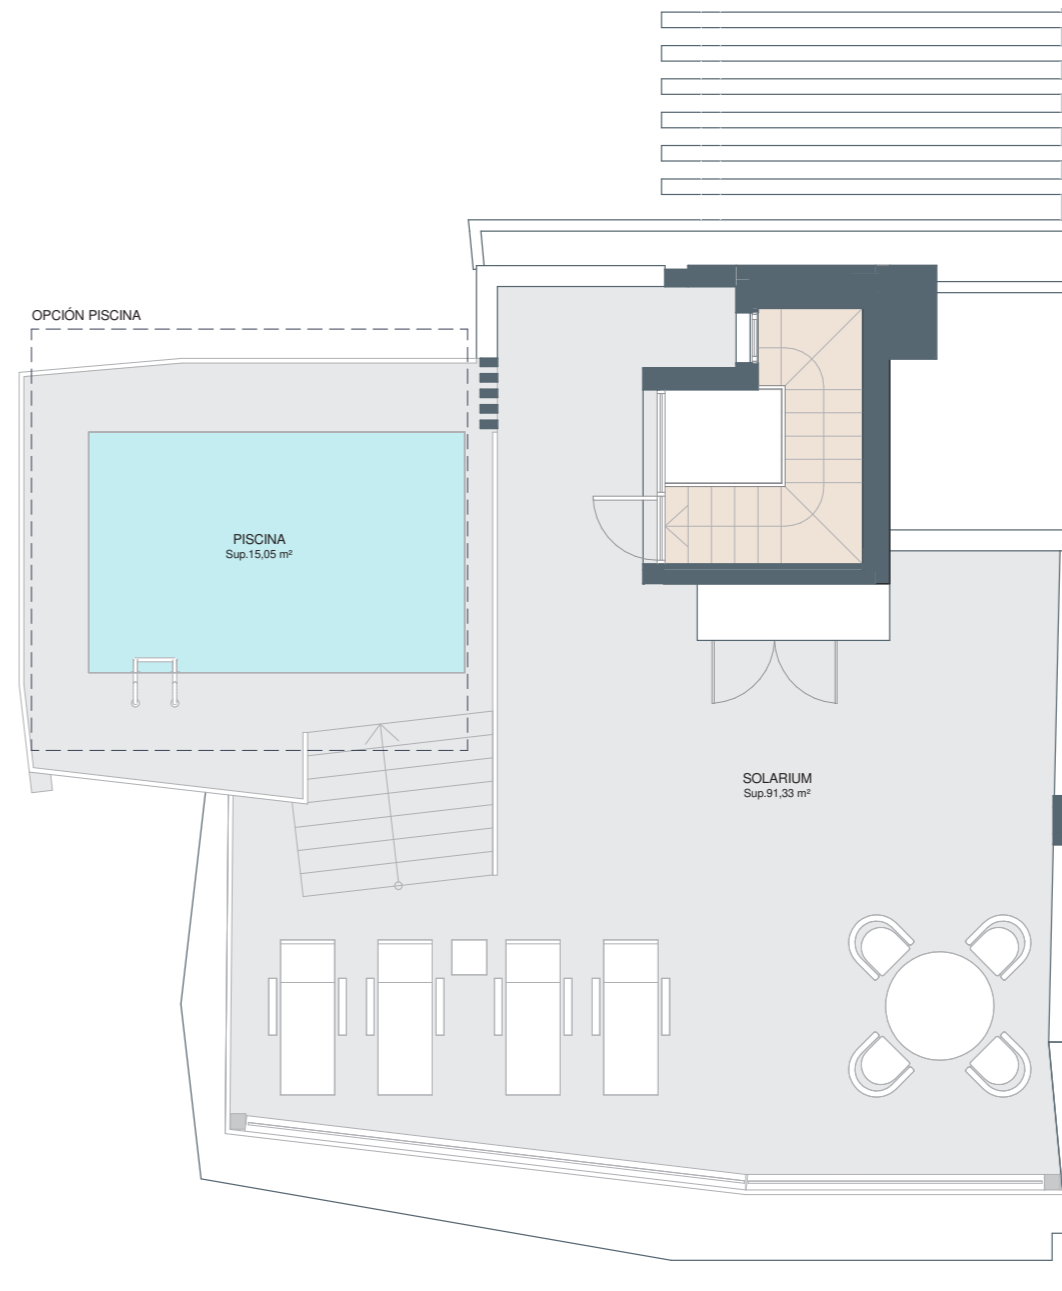 OPCIÓN PISCINA
PISCINA
Sup.15,05 m²
SOLARIUM
Sup.91,33 m²